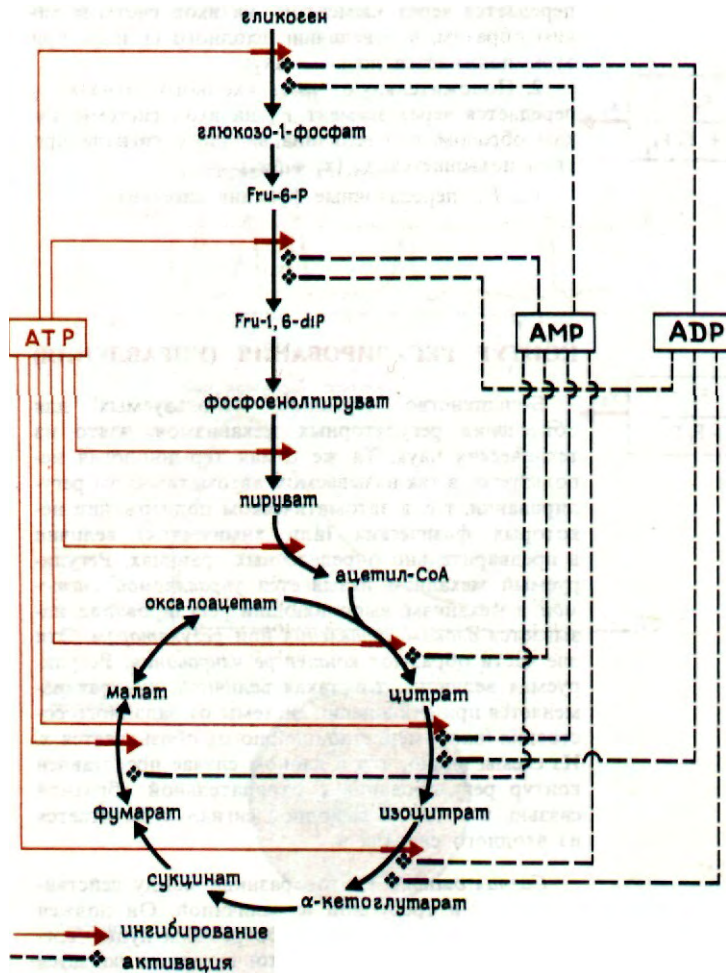 гликоген
глюкозо-1-фосфат
Fru-6-P
Fru-1, 6-diP
ATP
AMP
ADP
фосфоенолпируват
пируват
ацетил-CoA
оксалоацетат
малат
цитрат
фумарат
изоцитрат
сукцинат
α-кетоглутарат
ингибирование
активация